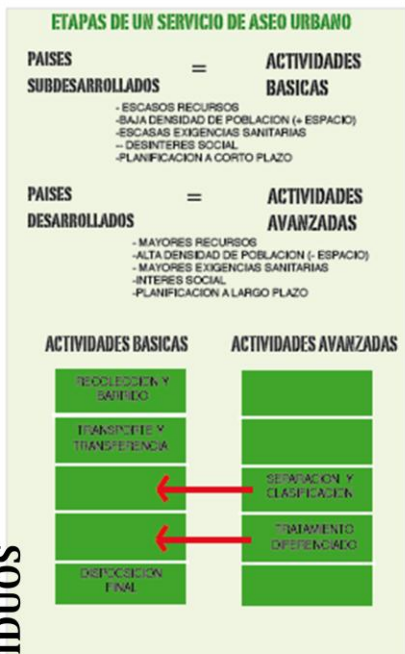 ETAPAS DE UN SERVICIO DE ASEO URBANO
PAISES = ACTIVIDADES
SUBDESARROLLADOS BASICAS
- ESCASOS RECURSOS
-BAJA DENSIDAD DE POBLACION (+ ESPACIO)
-ESCASAS EXIGENCIAS SANITARIAS
-- DESINTERES SOCIAL
-PLANIFICACION A CORTO PLAZO
PAISES = ACTIVIDADES
DESARROLLADOS AVANZADAS
- MAYORES RECURSOS
-ALTA DENSIDAD DE POBLACION (- ESPACIO)
- MAYORES EXIGENCIAS SANITARIAS
-INTERES SOCIAL
-PLANIFICACION A LARGO PLAZO
ACTIVIDADES BASICAS
RECOLECCION Y
BARRIDO
TRANSPORTE Y
TRANSFERENCIA
DISPOSICION
FINAL
ACTIVIDADES AVANZADAS
SEPARACION Y
CLASIFICACION
TRATAMIENTO
DIFERENCIADO
IDUOS